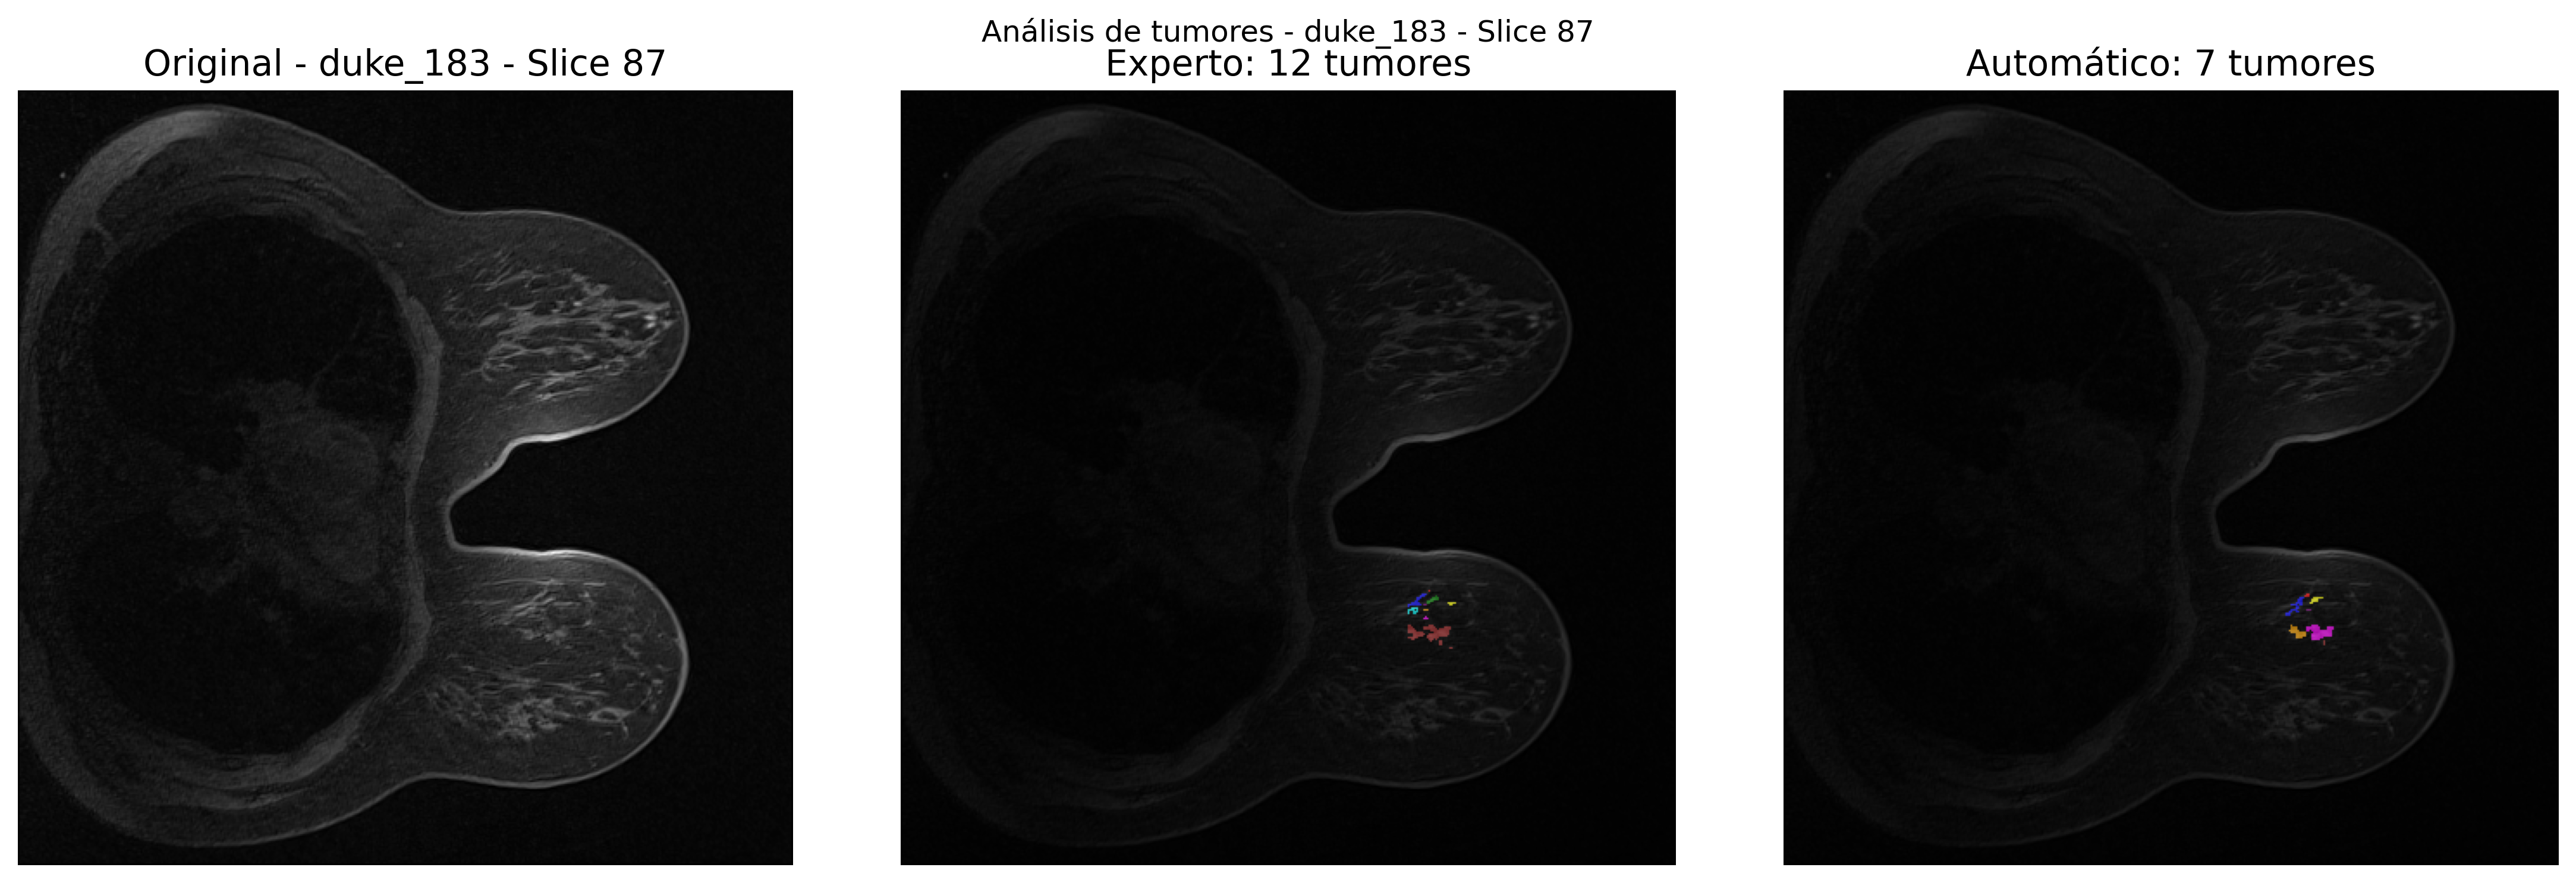 Análisis de tumores - duke_183 - Slice 87
Original - duke_183 - Slice 87
Experto: 12 tumores
Automático: 7 tumores